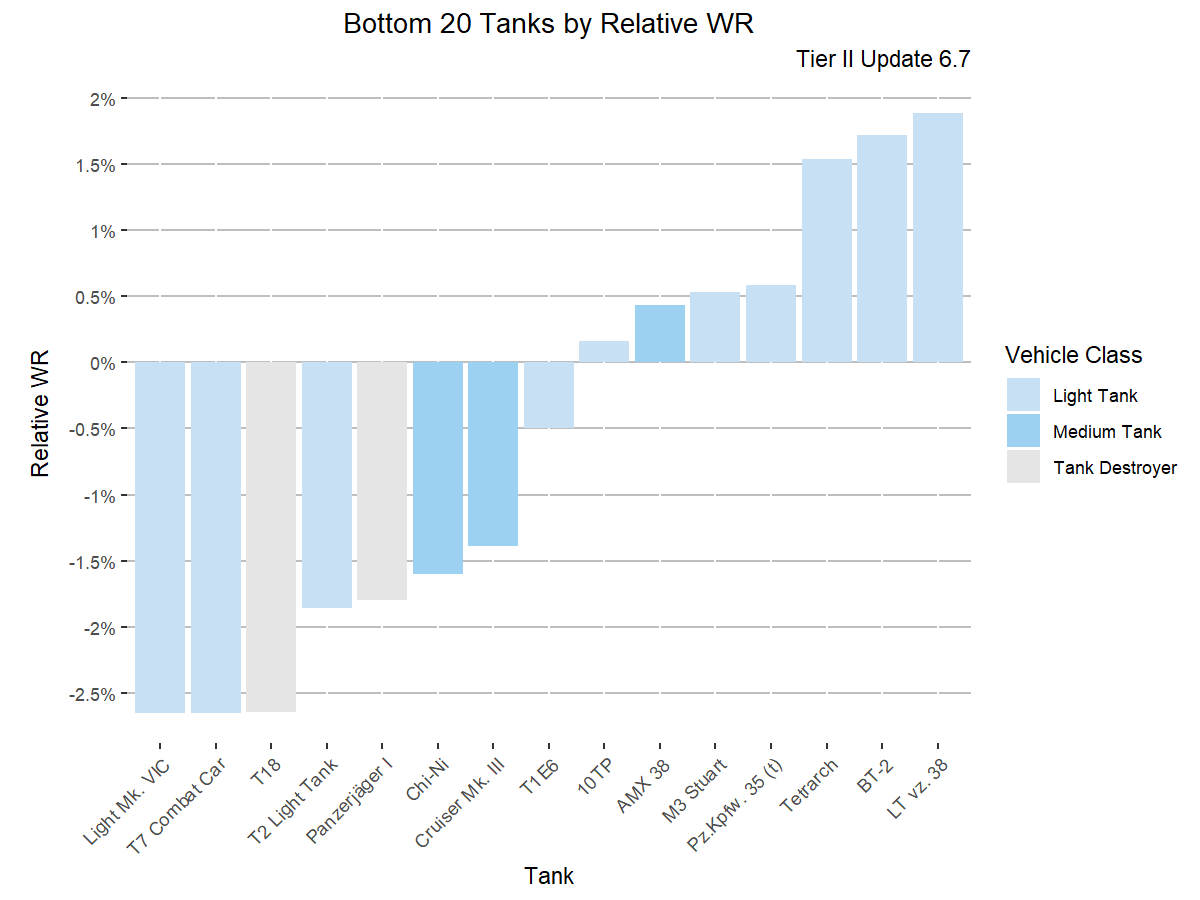 Bottom 20 Tanks by Relative WR
Tier II Update 6.7
2%
1.5%
1%
0.5%
0%
-0.5%
-1%
-1.5%
-2%
-2.5%
Relative WR
Light Mk. VIC
T7 Combat Car
T18
T2 Light Tank
Panzerjäger I
Chi-Ni
Cruiser Mk. III
T1E6
10TP
AMX 38
M3 Stuart
Pz.Kpfw. 35 (t)
Tetrarch
BT-2
LT vz. 38
Tank
Vehicle Class
Light Tank
Medium Tank
Tank Destroyer